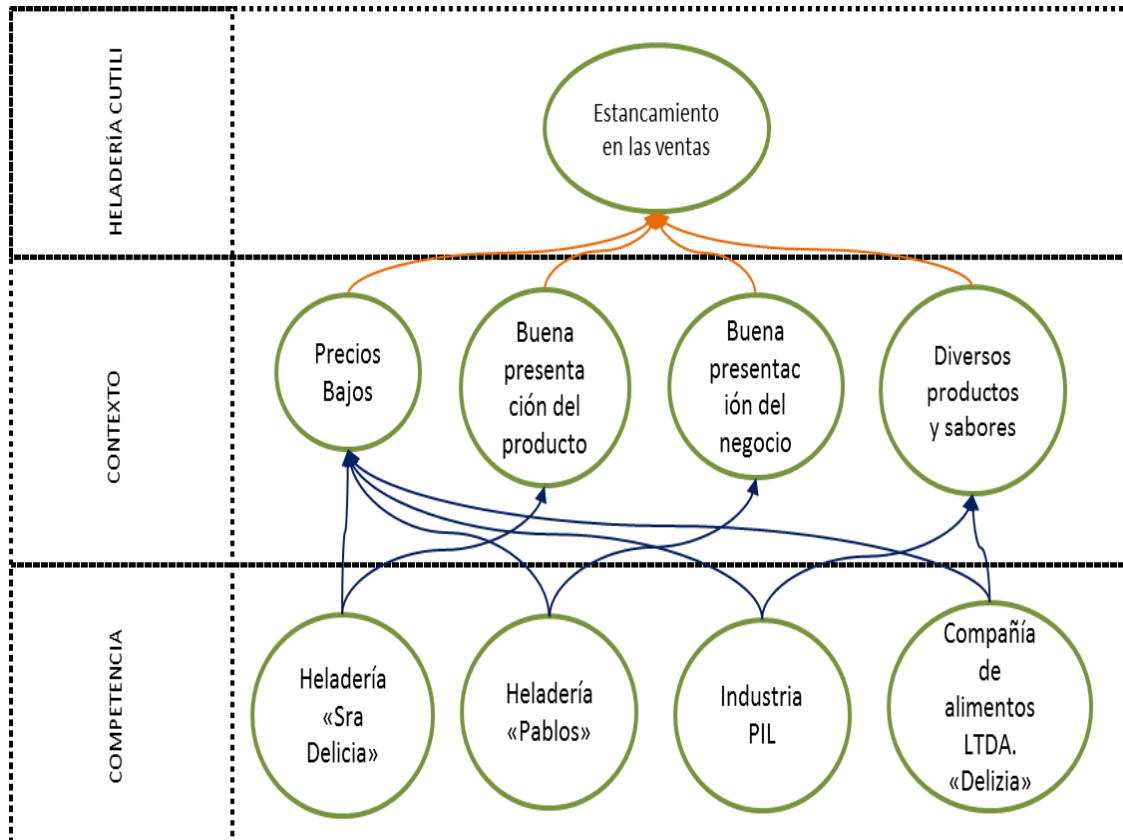 HELADERÍA CUTILI
Estancamiento
en las ventas
CONTEXTO
Precios
Bajos
Buena
presenta
ción del
producto
Buena
presentac
ión del
negocio
Diversos
productos
y sabores
COMPETENCIA
Heladería
«Sra
Delicia»
Heladería
«Pablos»
Industria
PIL
Compañía
de
alimentos
LTDA.
«Delizia»